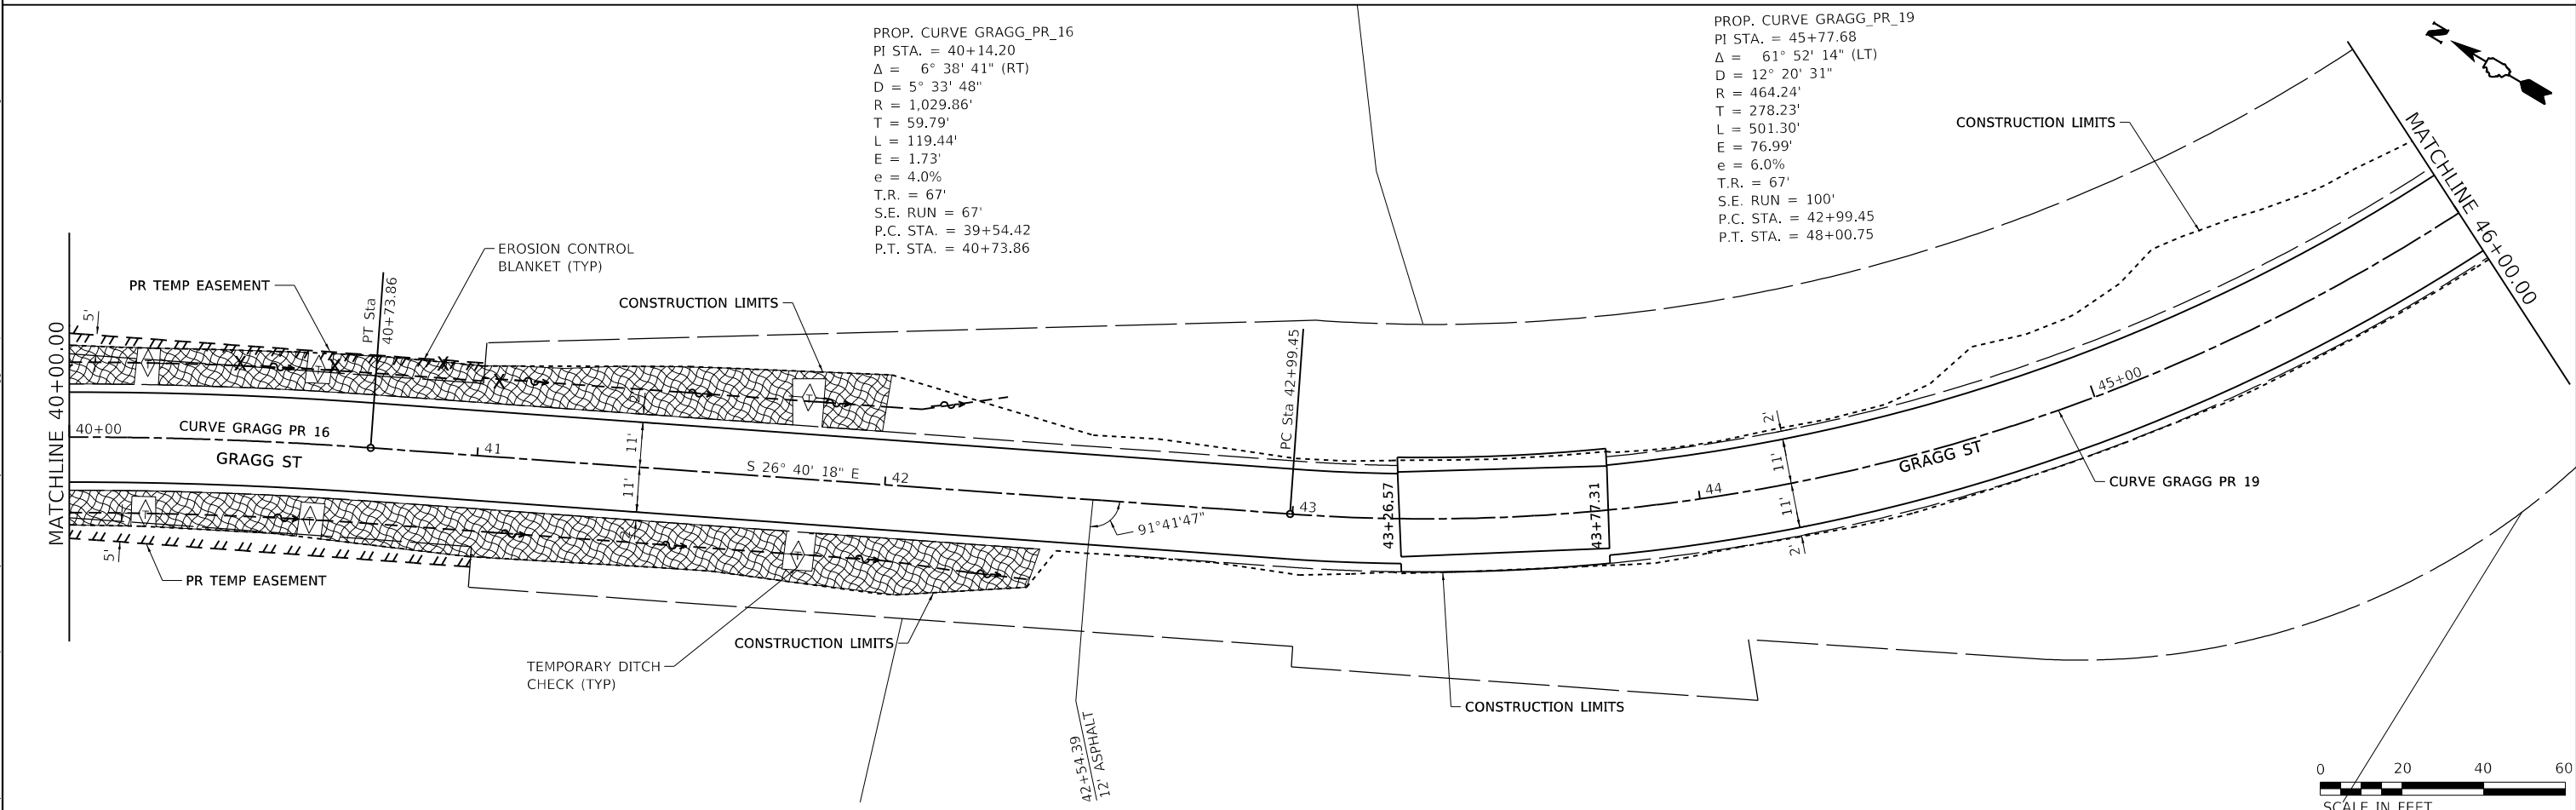 PROP. CURVE GRAGG_PR_16
PI STA. = 40+14.20
Δ = 6° 38' 41" (RT)
D = 5° 33' 48"
R = 1,029.86'
T = 59.79'
L = 119.44'
E = 1.73'
e = 4.0%
T.R. = 67'
S.E. RUN = 67'
P.C. STA. = 39+54.42
P.T. STA. = 40+73.86
PROP. CURVE GRAGG_PR_19
PI STA. = 45+77.68
Δ = 61° 52' 14" (LT)
D = 12° 20' 31"
R = 464.24'
T = 278.23'
L = 501.30'
E = 76.99'
e = 6.0%
T.R. = 67'
S.E. RUN = 100'
P.C. STA. = 42+99.45
P.T. STA. = 48+00.75
N
CONSTRUCTION LIMITS
MATCHLINE 46+00.00
EROSION CONTROL
BLANKET (TYP)
PR TEMP EASEMENT
CONSTRUCTION LIMITS
5'
PT Sta
40+73.86
PC Sta 42+99.45
MATCHLINE 40+00.00
40+00
CURVE GRAGG PR 16
GRAGG ST
41
2'
11'
11'
2'
S 26° 40' 18" E
42
91°41'47"
43
43+26.57
43+77.31
44
2'
11'
11'
2'
GRAGG ST
45+00
CURVE GRAGG PR 19
T
T
T
T
T
T
5'
PR TEMP EASEMENT
CONSTRUCTION LIMITS
TEMPORARY DITCH
CHECK (TYP)
42+54.39
12' ASPHALT
CONSTRUCTION LIMITS
0 20 40 60
SCALE IN FEET